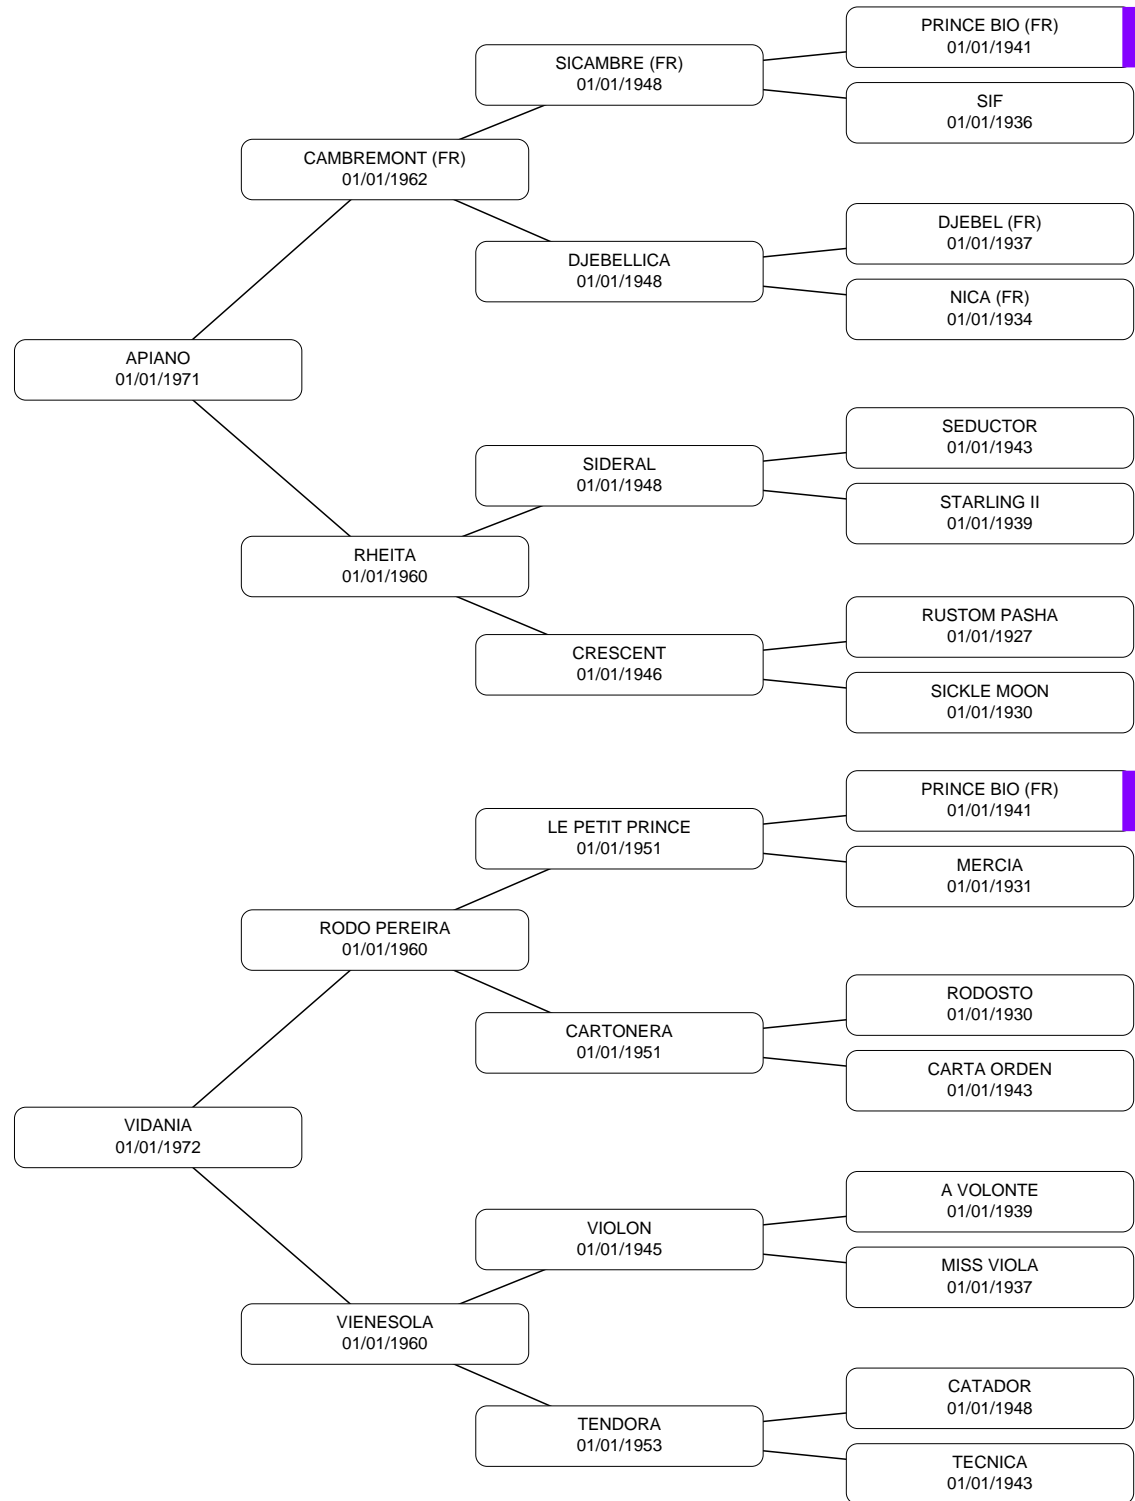 PRINCE BIO (FR)
01/01/1941
SICAMBRE (FR)
01/01/1948
SIF
01/01/1936
CAMBREMONT (FR)
01/01/1962
DJEBEL (FR)
01/01/1937
DJEBELLICA
01/01/1948
NICA (FR)
01/01/1934
APIANO
01/01/1971
SEDUCTOR
01/01/1943
SIDERAL
01/01/1948
STARLING II
01/01/1939
RHEITA
01/01/1960
RUSTOM PASHA
01/01/1927
CRESCENT
01/01/1946
SICKLE MOON
01/01/1930
PRINCE BIO (FR)
01/01/1941
LE PETIT PRINCE
01/01/1951
MERCIA
01/01/1931
RODO PEREIRA
01/01/1960
RODOSTO
01/01/1930
CARTONERA
01/01/1951
CARTA ORDEN
01/01/1943
VIDANIA
01/01/1972
A VOLONTE
01/01/1939
VIOLON
01/01/1945
MISS VIOLA
01/01/1937
VIENESOLA
01/01/1960
CATADOR
01/01/1948
TENDORA
01/01/1953
TECNICA
01/01/1943